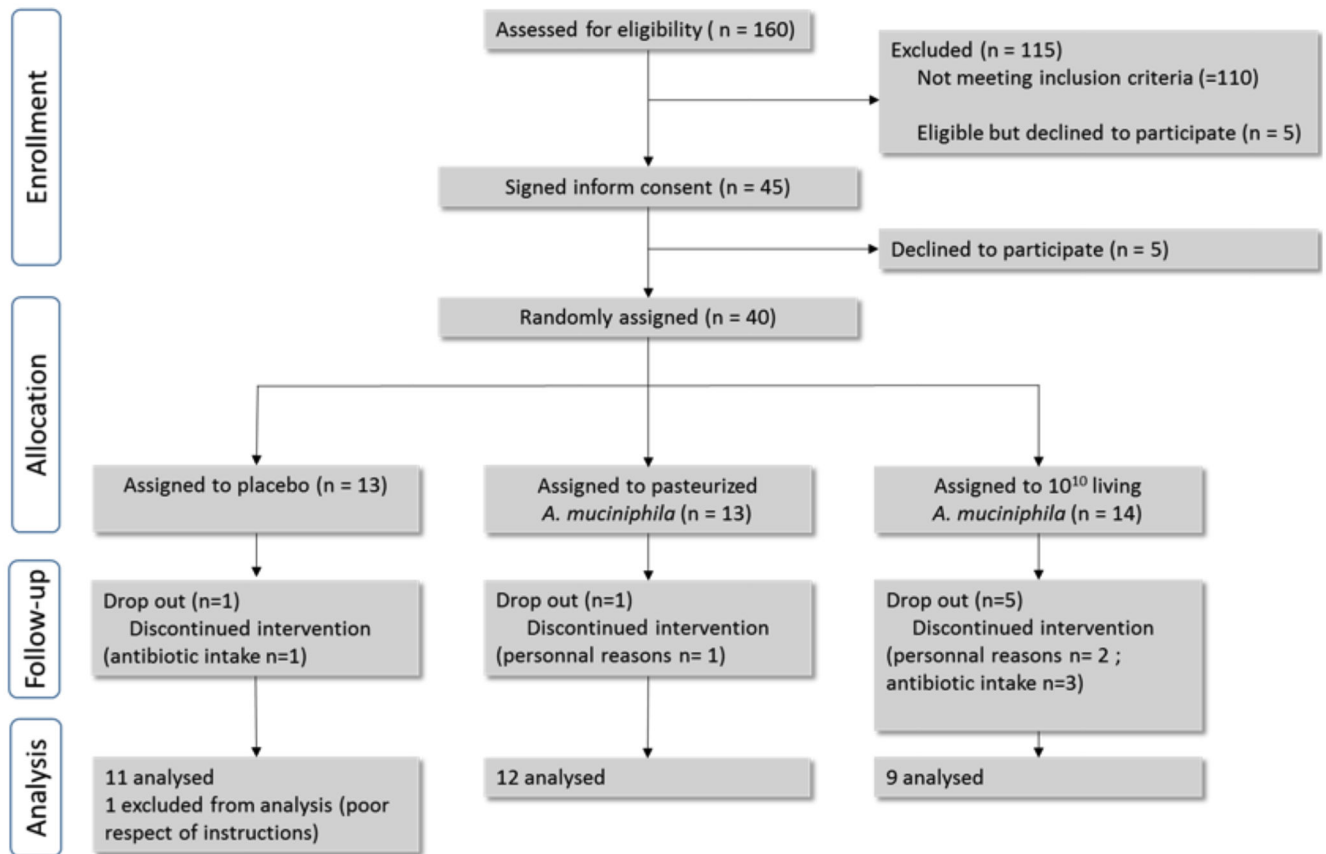 Enrollment
Assessed for eligibility ( n = 160)
Excluded (n = 115)
Not meeting inclusion criteria (=110)
Eligible but declined to participate (n = 5)
Signed inform consent (n = 45)
Declined to participate (n = 5)
Allocation
Randomly assigned (n = 40)
Assigned to placebo (n = 13)
Assigned to pasteurized
A. muciniphila (n = 13)
Assigned to 10¹⁰ living
A. muciniphila (n = 14)
Follow-up
Drop out (n=1)
Discontinued intervention
(antibiotic intake n=1)
Drop out (n=1)
Discontinued intervention
(personnal reasons n= 1)
Drop out (n=5)
Discontinued intervention
(personnal reasons n= 2 ;
antibiotic intake n=3)
Analysis
11 analysed
1 excluded from analysis (poor
respect of instructions)
12 analysed
9 analysed